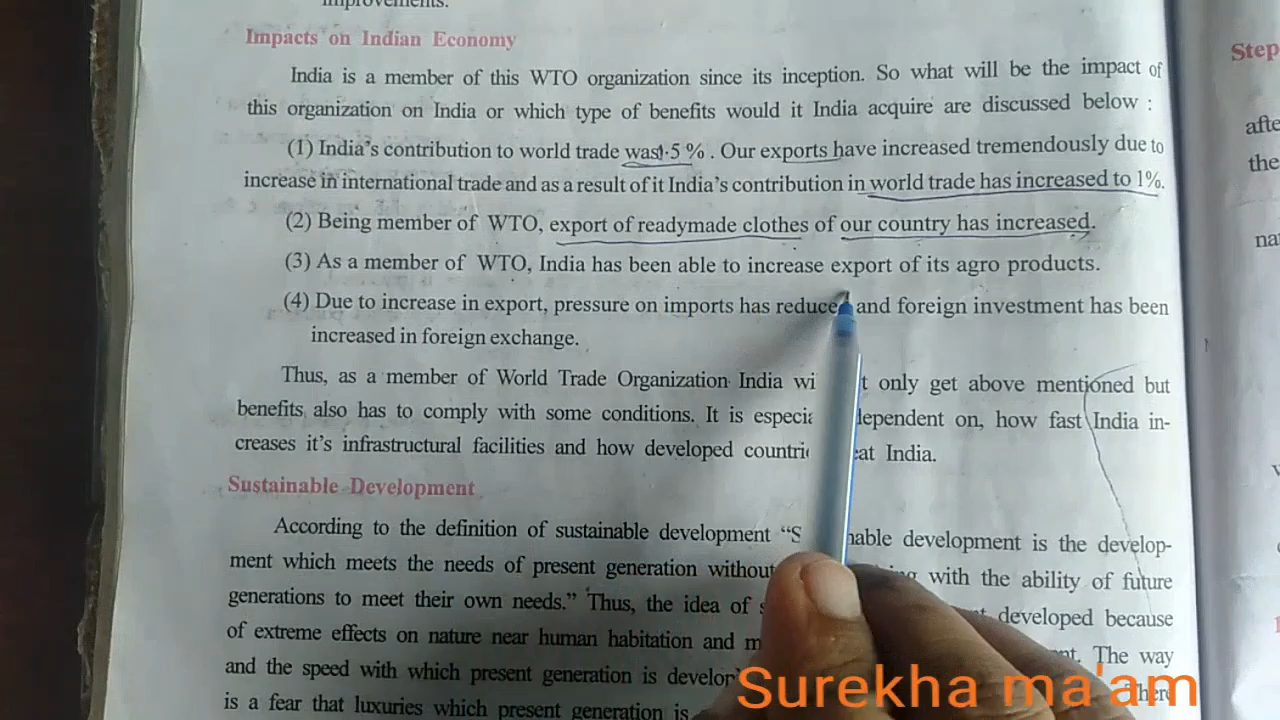 improvements.
Impacts on Indian Economy
India is a member of this WTO organization since its inception. So what will be the impact of
this organization on India or which type of benefits would it India acquire are discussed below :
(1) India's contribution to world trade was 1·5 %. Our exports have increased tremendously due to
increase in international trade and as a result of it India's contribution in world trade has increased to 1%.
(2) Being member of WTO, export of readymade clothes of our country has increased.
(3) As a member of WTO, India has been able to increase export of its agro products.
(4) Due to increase in export, pressure on imports has reduced and foreign investment has been
increased in foreign exchange.
Thus, as a member of World Trade Organization India only get above mentioned but
benefits also has to comply with some conditions. It is dependent on, how fast India in-
creases it's infrastructural facilities and how developed India.
Sustainable Development
According to the definition of sustainable development development is the develop-
ment which meets the needs of present generation without with the ability of future
generations to meet their own needs." Thus, the idea of developed because
of extreme effects on nature near human habitation and The way
and the speed with which present generation is There
is a fear that luxuries which present generation is
Step
afte
the
na
Surekha ma'am